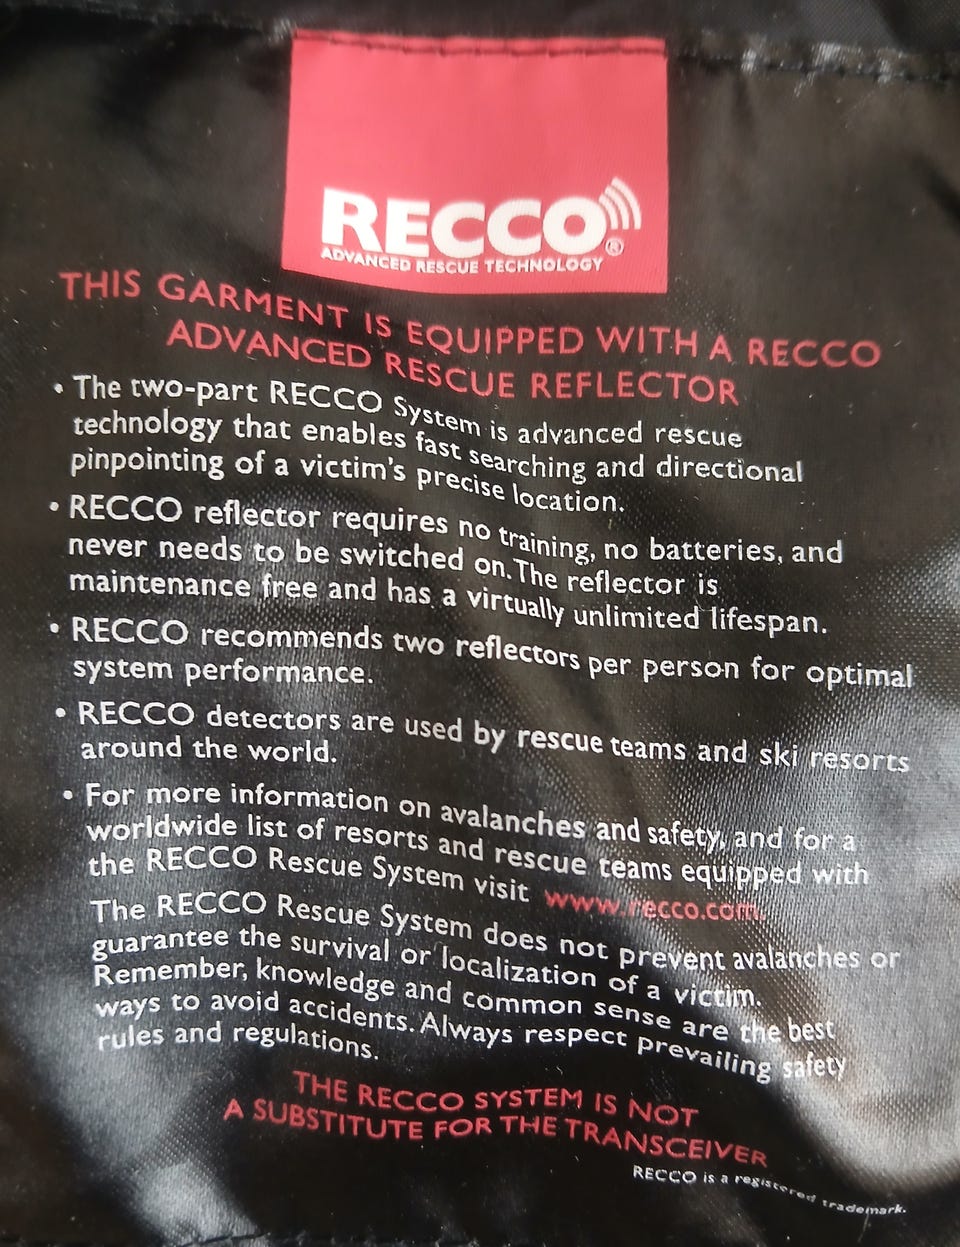 RECCO®
ADVANCED RESCUE TECHNOLOGY
THIS GARMENT IS EQUIPPED WITH A RECCO
ADVANCED RESCUE REFLECTOR
• The two-part RECCO System is advanced rescue
technology that enables fast searching and directional
pinpointing of a victim's precise location.
• RECCO reflector requires no training, no batteries, and
never needs to be switched on. The reflector is
maintenance free and has a virtually unlimited lifespan.
• RECCO recommends two reflectors per person for optimal
system performance.
• RECCO detectors are used by rescue teams and ski resorts
around the world.
• For more information on avalanches and safety, and for a
worldwide list of resorts and rescue teams equipped with
the RECCO Rescue System visit www.recco.com.
The RECCO Rescue System does not prevent avalanches or
guarantee the survival or localization of a victim.
Remember, knowledge and common sense are the best
ways to avoid accidents. Always respect prevailing safety
rules and regulations.
THE RECCO SYSTEM IS NOT
A SUBSTITUTE FOR THE TRANSCEIVER
RECCO is a registered trademark.